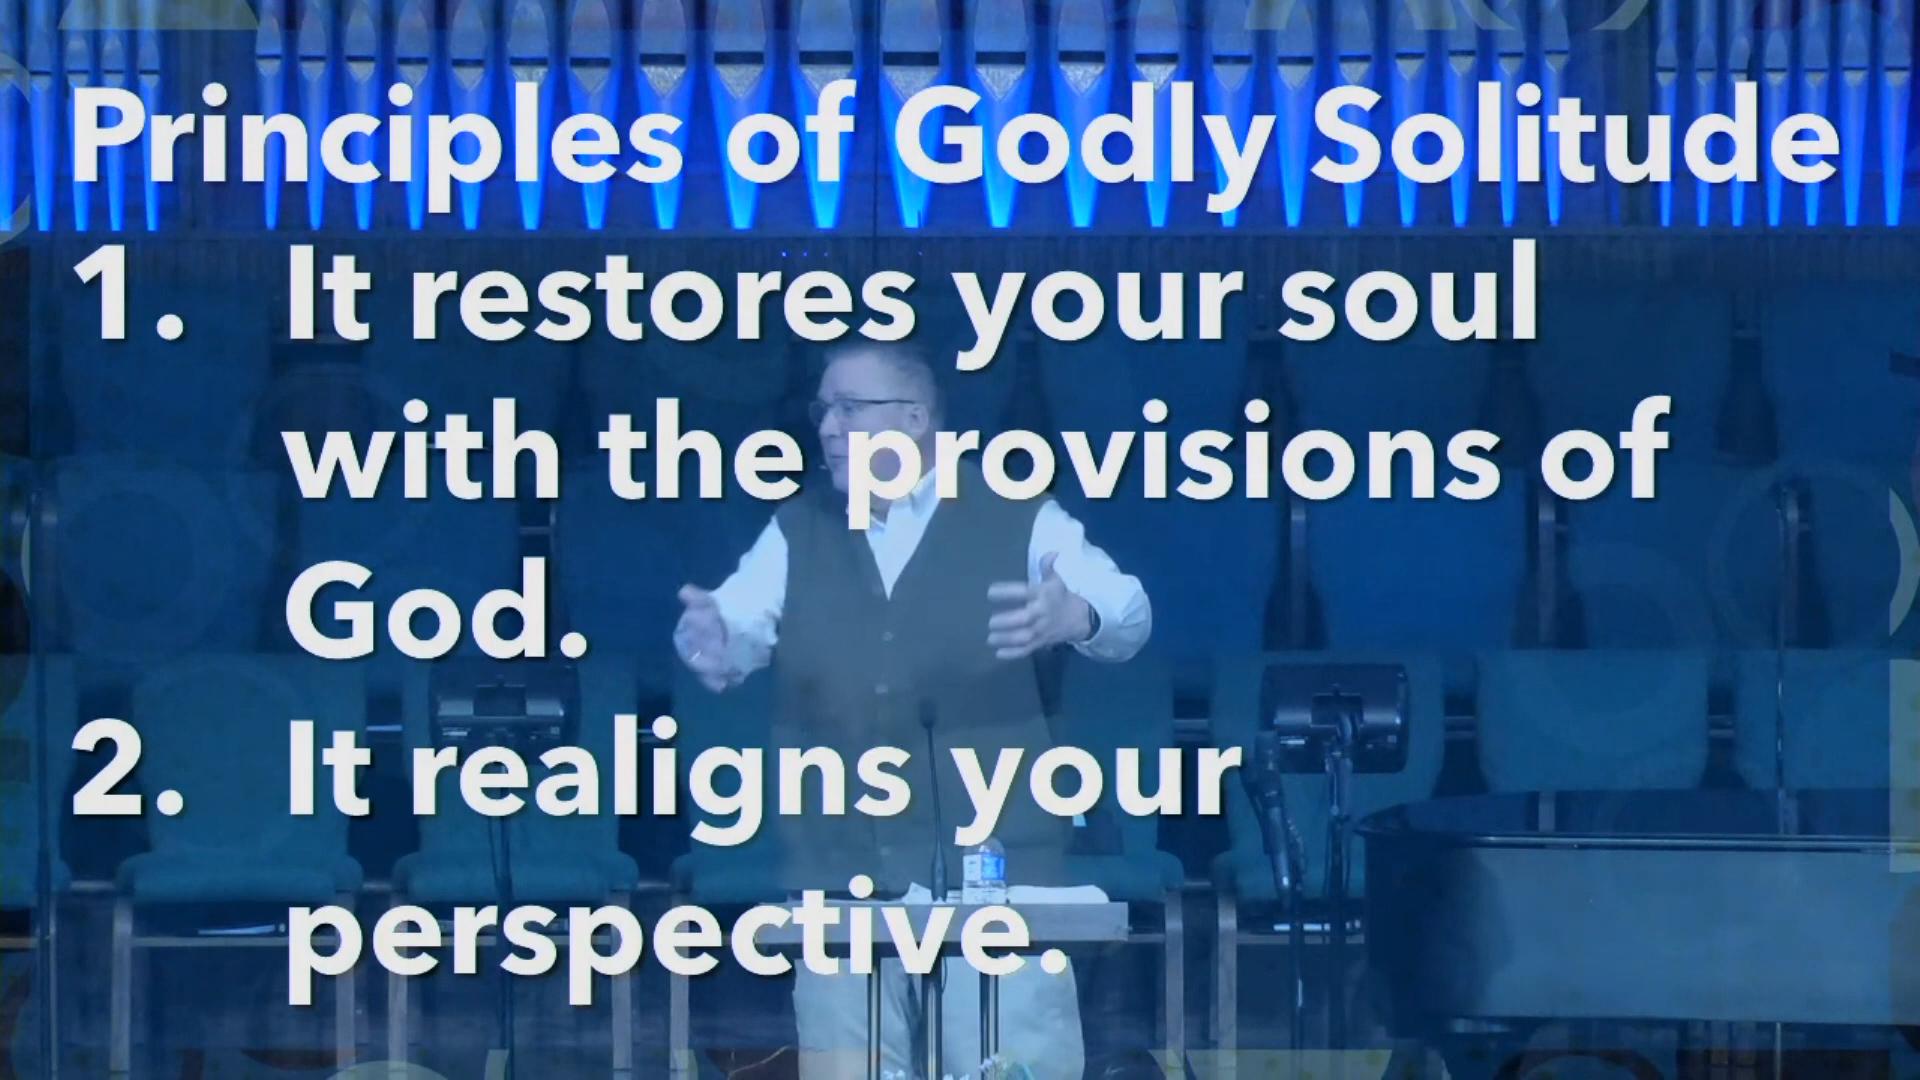 Principles of Godly Solitude
1. It restores your soul
with the provisions of
God.
2. It realigns your
perspective.